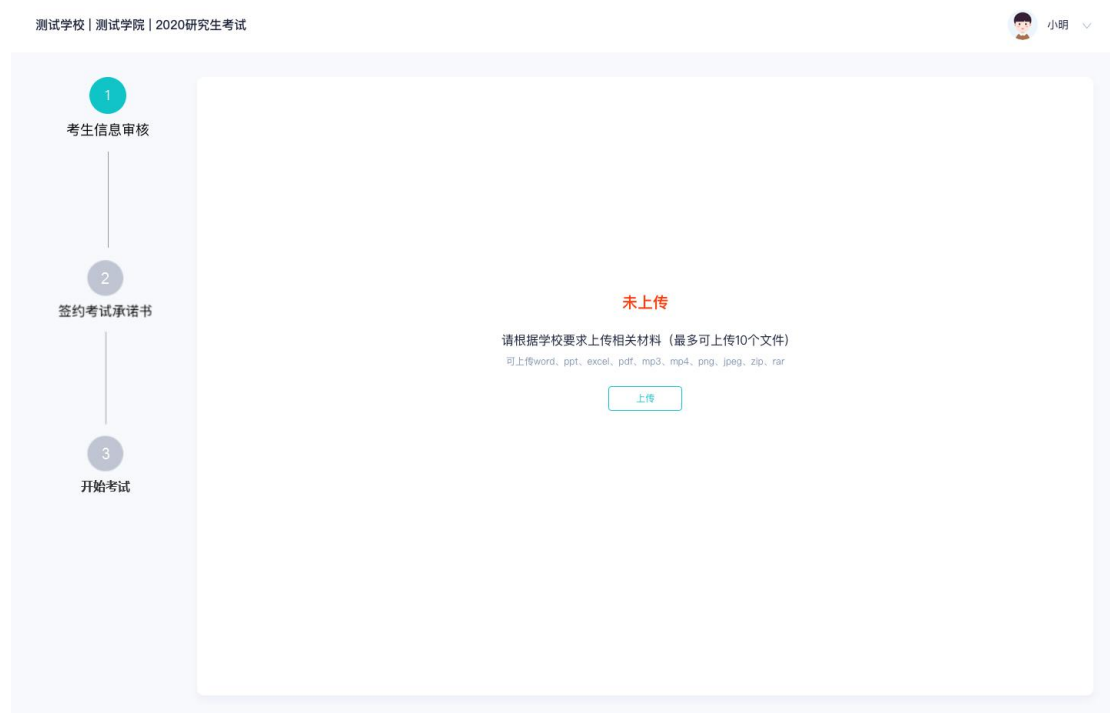 测试学校 | 测试学院 | 2020研究生考试
小明
1
考生信息审核
2
签约考试承诺书
3
开始考试
未上传
请根据学校要求上传相关材料（最多可上传10个文件)
可上传word、ppt、excel、pdf、mp3、mp4、png、jpeg、zip、rar
上传